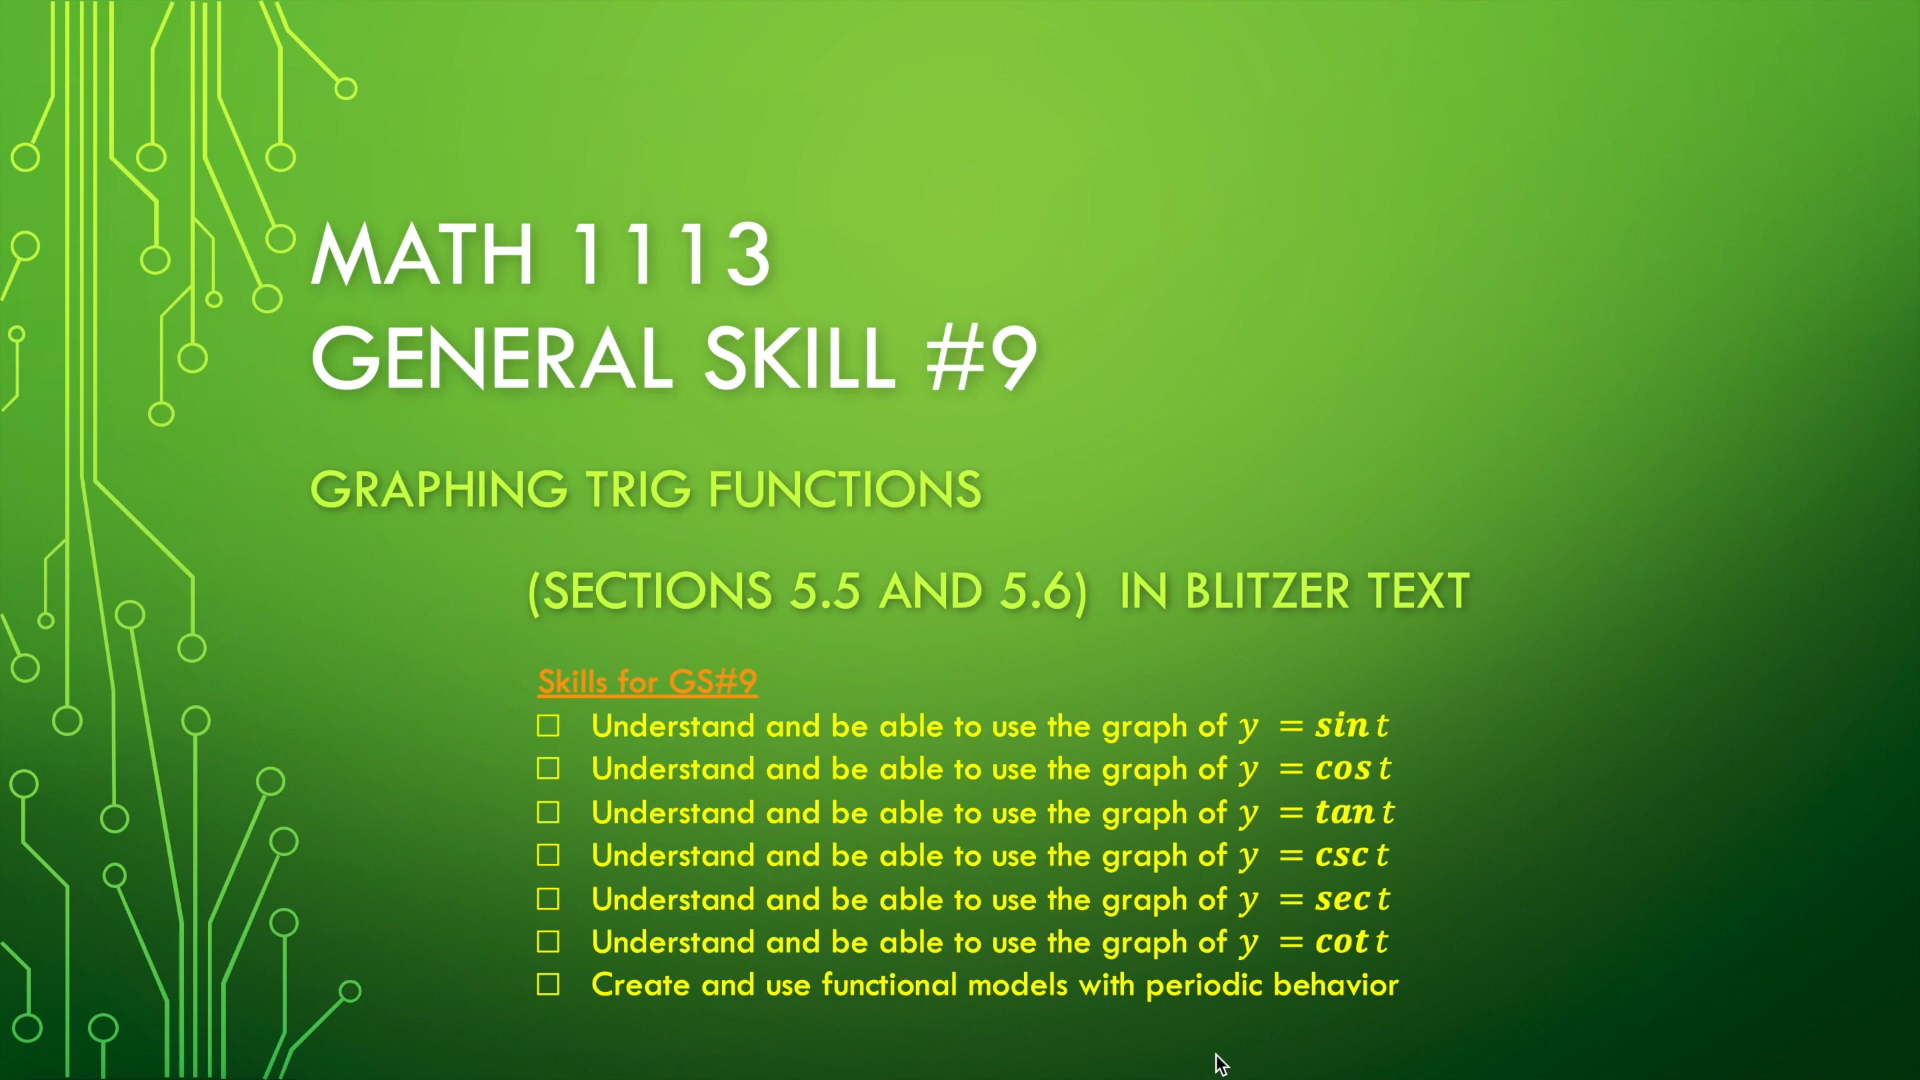 MATH 1113
GENERAL SKILL #9
GRAPHING TRIG FUNCTIONS
(SECTIONS 5.5 AND 5.6) IN BLITZER TEXT
Skills for GS#9
☐ Understand and be able to use the graph of y = sin t
☐ Understand and be able to use the graph of y = cos t
☐ Understand and be able to use the graph of y = tan t
☐ Understand and be able to use the graph of y = csc t
☐ Understand and be able to use the graph of y = sec t
☐ Understand and be able to use the graph of y = cot t
☐ Create and use functional models with periodic behavior